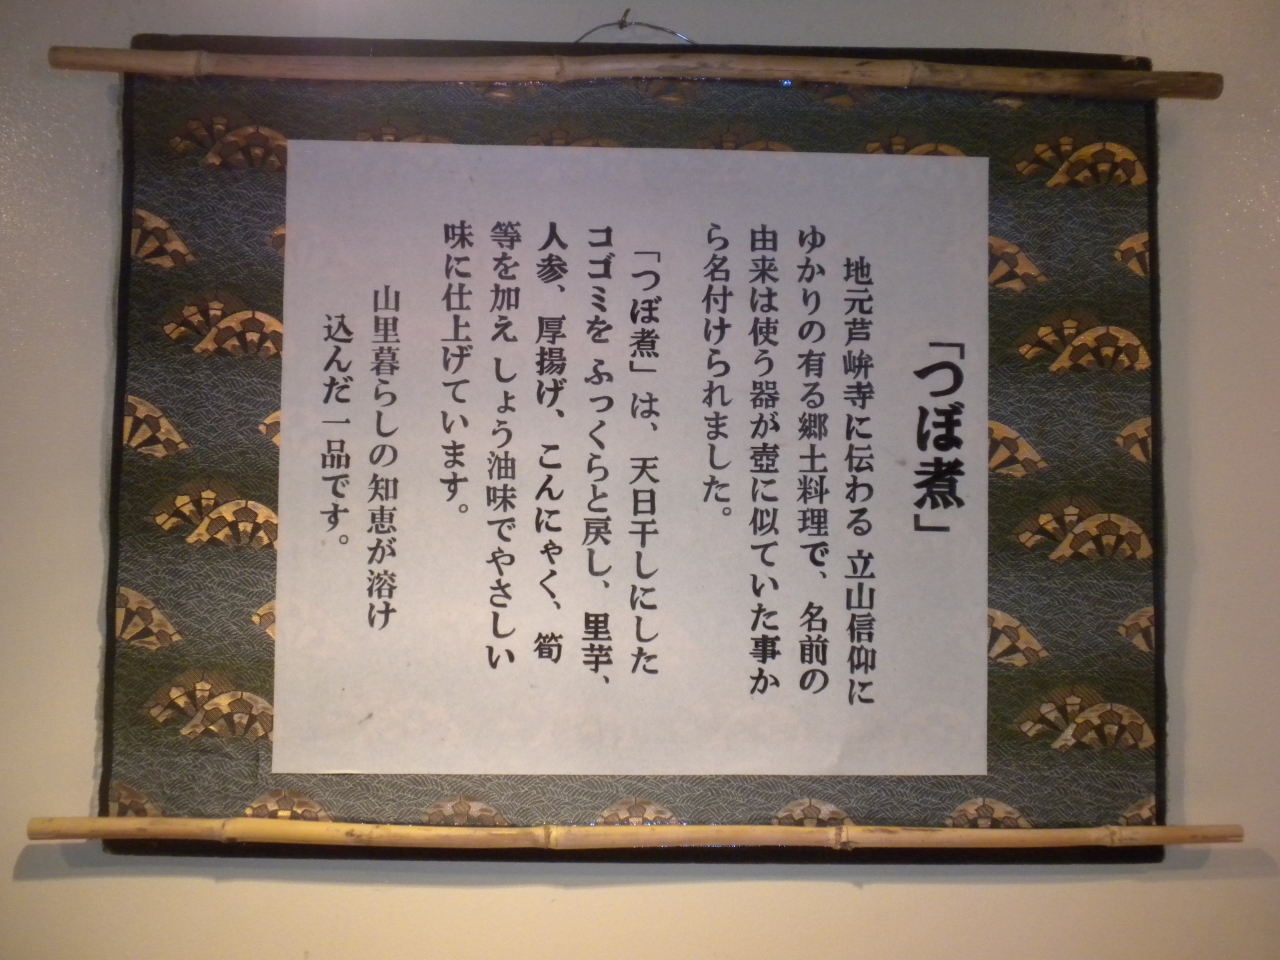 「つぼ煮」
地元芦峅寺に伝わる 立山信仰に
ゆかりの有る郷土料理で、名前の
由来は使う器が壺に似ていた事か
ら名付けられました。
「つぼ煮」は、天日干しにした
コゴミを ふっくらと戻し、里芋、
人参、厚揚げ、こんにゃく、筍
等を加え しょう油味でやさしい
味に仕上げています。
山里暮らしの知恵が溶け
込んだ一品です。